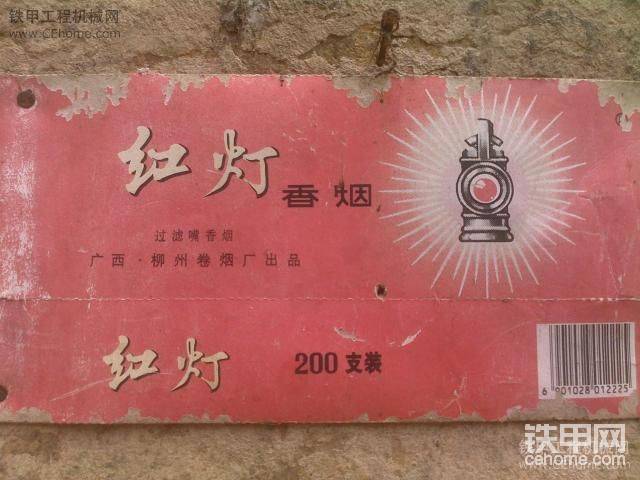 铁甲工程机械网
www.CEhome.com
红灯
香烟
过滤嘴香烟
广西·柳州卷烟厂出品
红灯
200支装
6 901028 012225
铁甲网
cehome.com